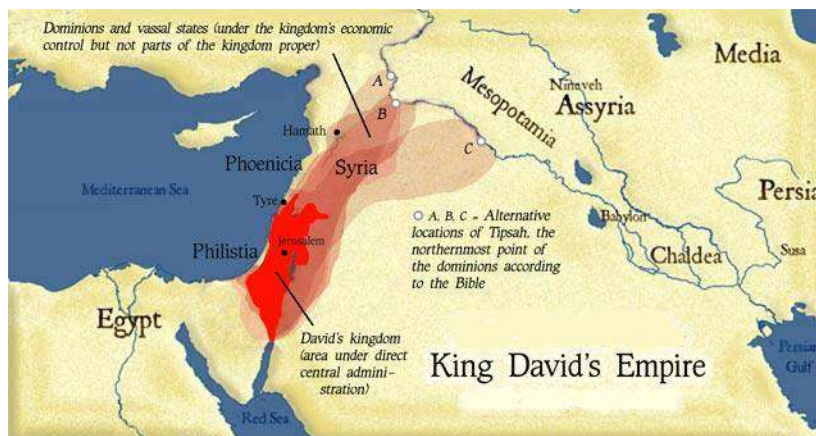 Dominions and vassal states (under the kingdom's economic
control but not parts of the kingdom proper)
Media
A
Nineveh
Mesopotamia
Assyria
B
Hamath
C
Phoenicia
Syria
Mediterranean Sea
Tyre
Persia
A, B, C = Alternative
locations of Tipsah, the
northernmost point of
the dominions according
to the Bible
Babylon
Philistia
Jerusalem
Chaldea
Susa
Egypt
David's kingdom
(area under direct
central admini-
stration)
King David's Empire
Persian
Gulf
Red Sea